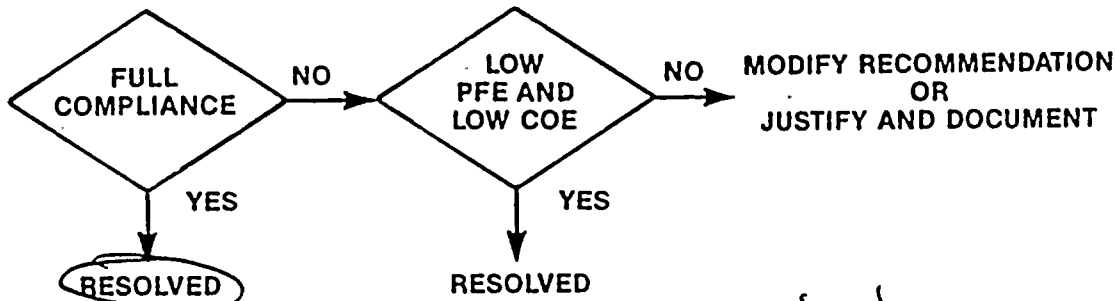 FULL
COMPLIANCE
NO
LOW
PFE AND
LOW COE
NO
MODIFY RECOMMENDATION
OR
JUSTIFY AND DOCUMENT
YES
YES
RESOLVED
RESOLVED